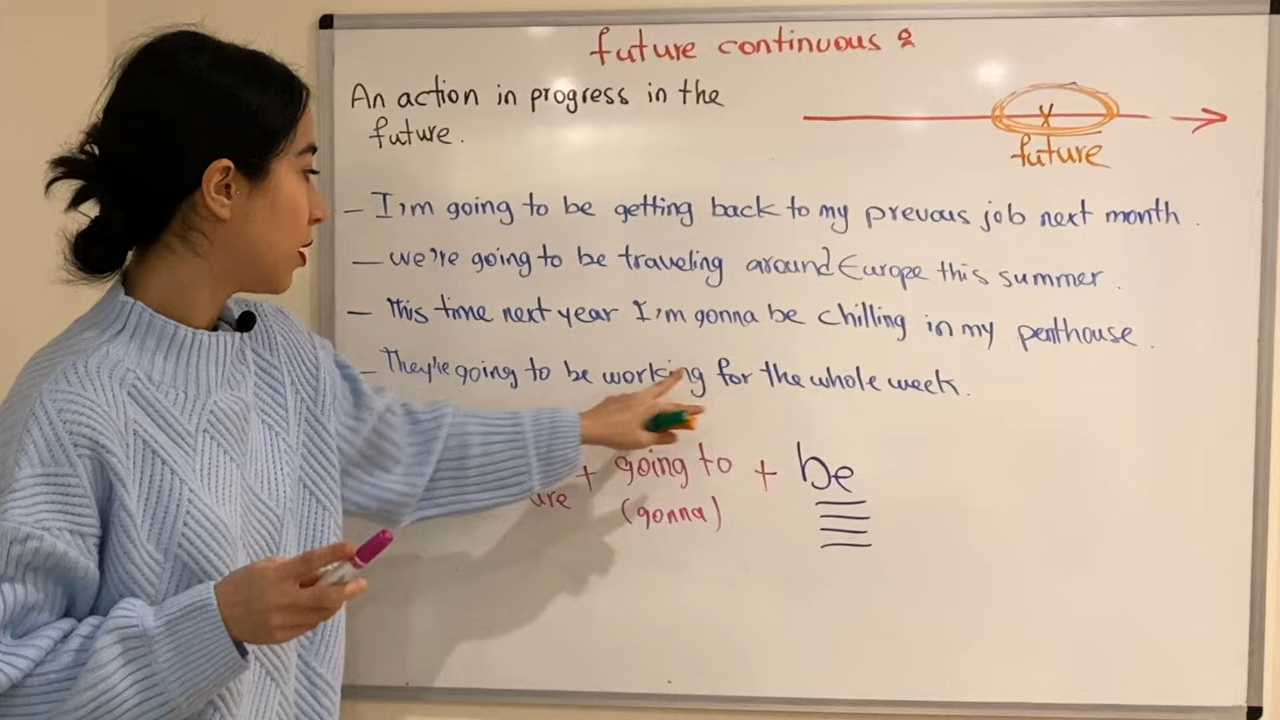 future continuous :
An action in progress in the
future.
future
- I'm going to be getting back to my prevous job next month.
- we're going to be traveling around Europe this summer.
- This time next year I'm gonna be chilling in my penthouse.
- They're going to be working for the whole week.
+ going to + be
(gonna)